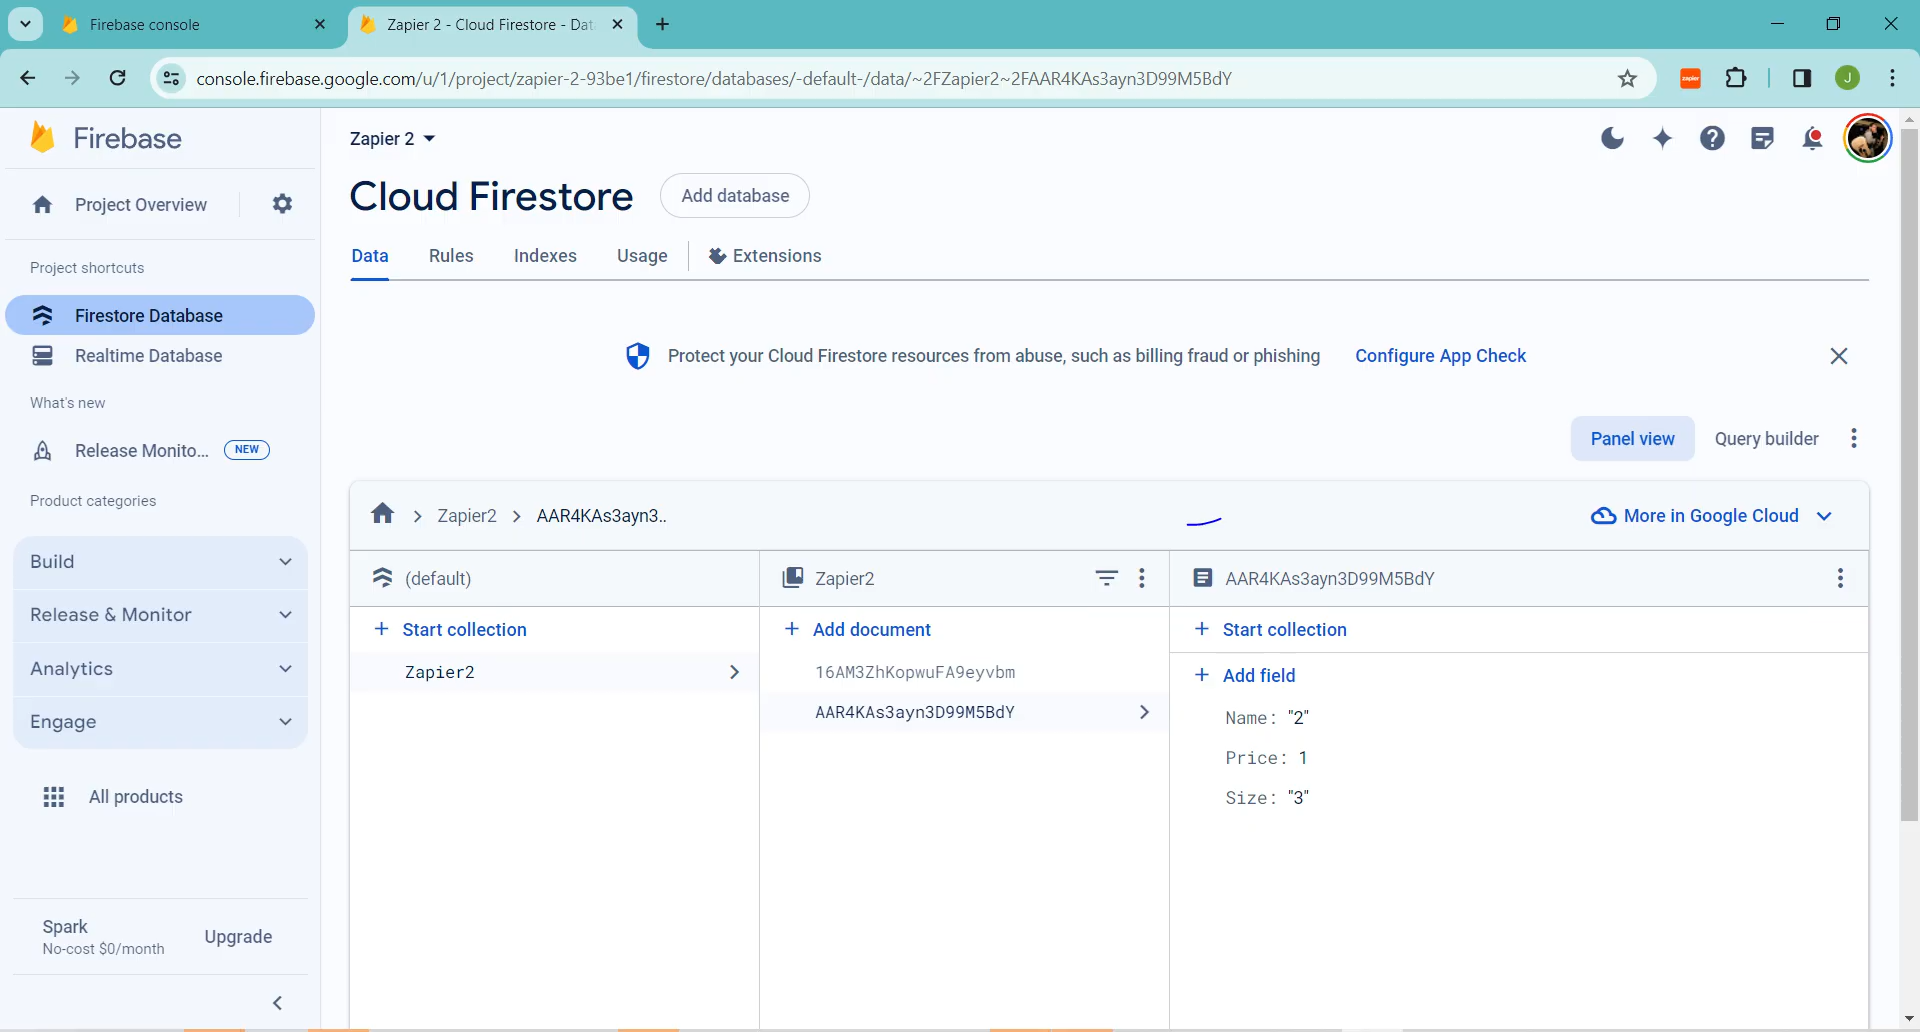 Firebase console
Zapier 2 - Cloud Firestore - Dat
console.firebase.google.com/u/1/project/zapier-2-93be1/firestore/databases/-default-/data/~2FZapier2~2FAAR4KAs3ayn3D99M5BdY
zapier
J
Firebase
Zapier 2
Project Overview
Cloud Firestore
Add database
Data
Rules
Indexes
Usage
Extensions
Project shortcuts
Firestore Database
Realtime Database
Protect your Cloud Firestore resources from abuse, such as billing fraud or phishing
Configure App Check
What's new
Release Monito...
NEW
Panel view
Query builder
Product categories
Build
Release & Monitor
Analytics
Engage
All products
Zapier2
AAR4KAs3ayn3..
More in Google Cloud
(default)
Zapier2
AAR4KAs3ayn3D99M5BdY
+ Start collection
+ Add document
+ Start collection
Zapier2
16AM3ZhKopwuFA9eyvbm
AAR4KAs3ayn3D99M5BdY
+ Add field
Name: "2"
Price: 1
Size: "3"
Spark
No-cost $0/month
Upgrade